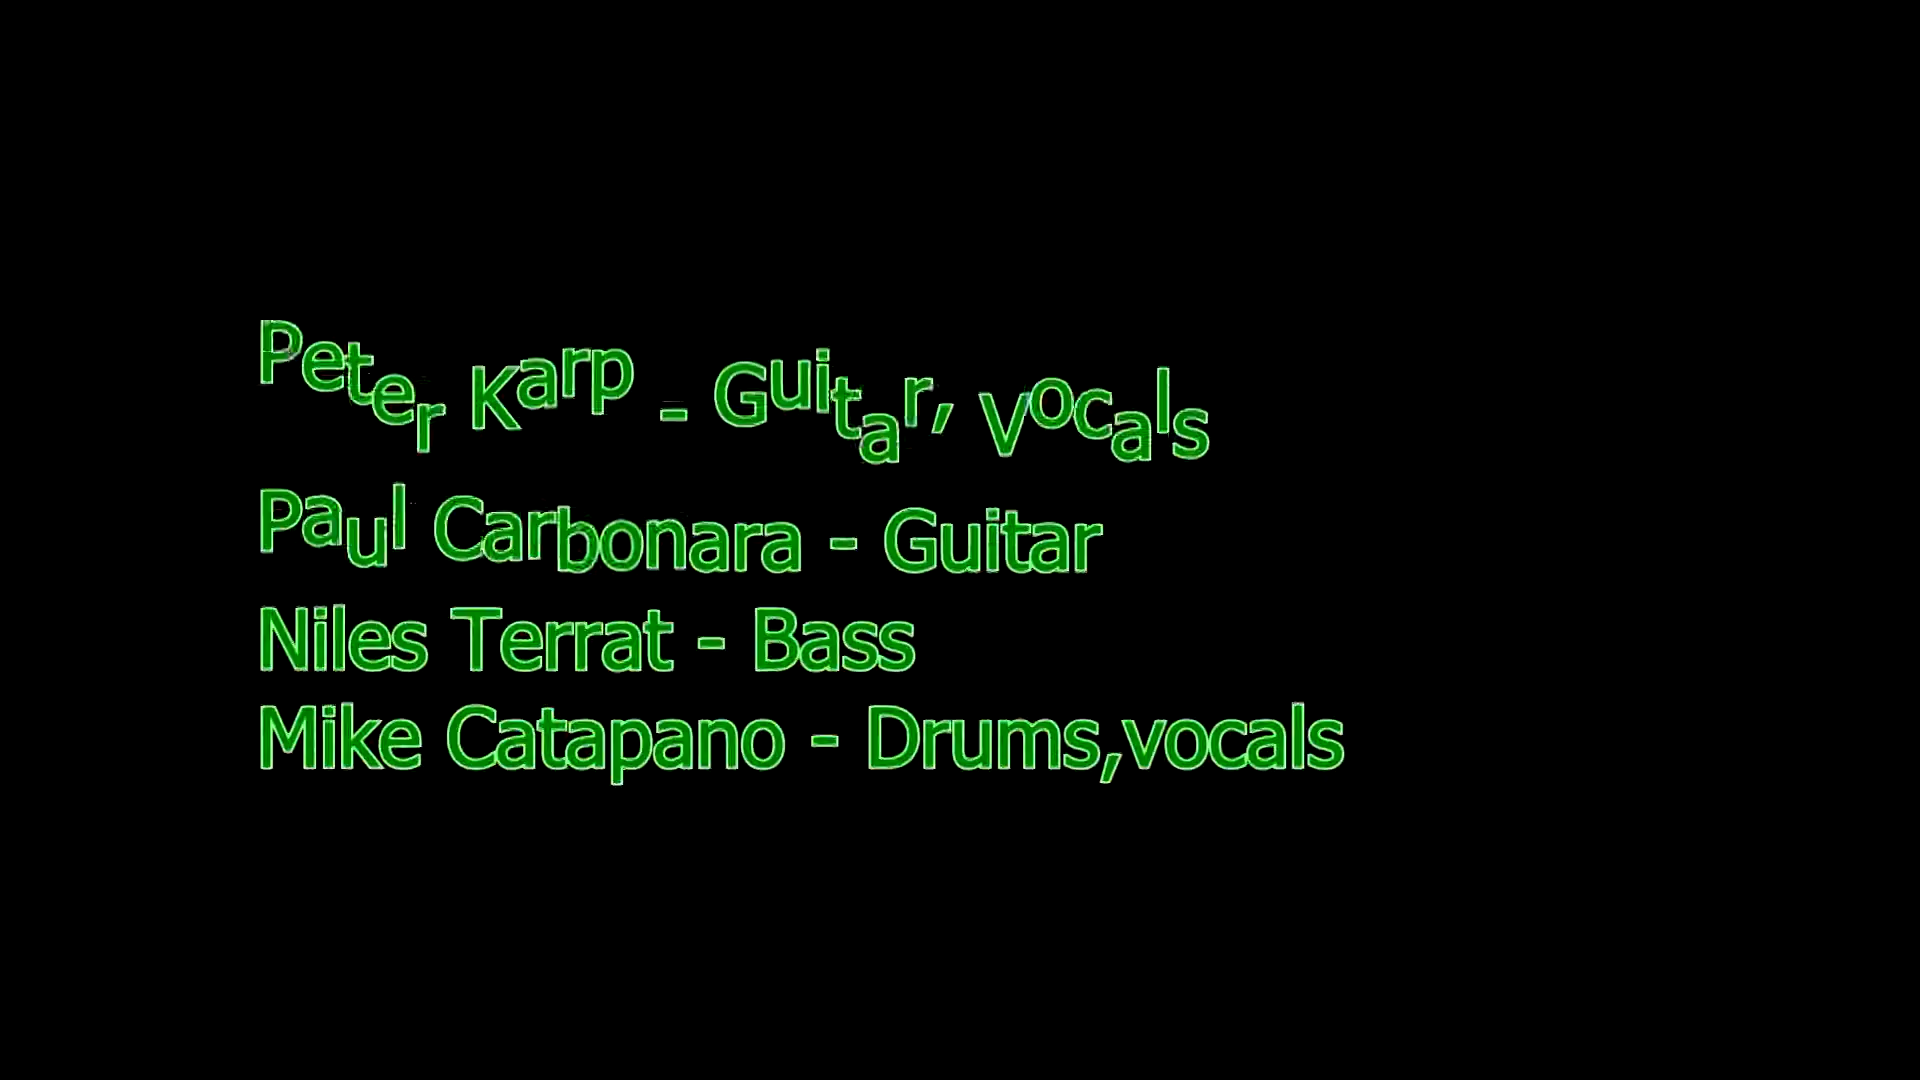 Peter Karp - Guitar, Vocals
Paul Carbonara - Guitar
Niles Terrat - Bass
Mike Catapano - Drums,vocals